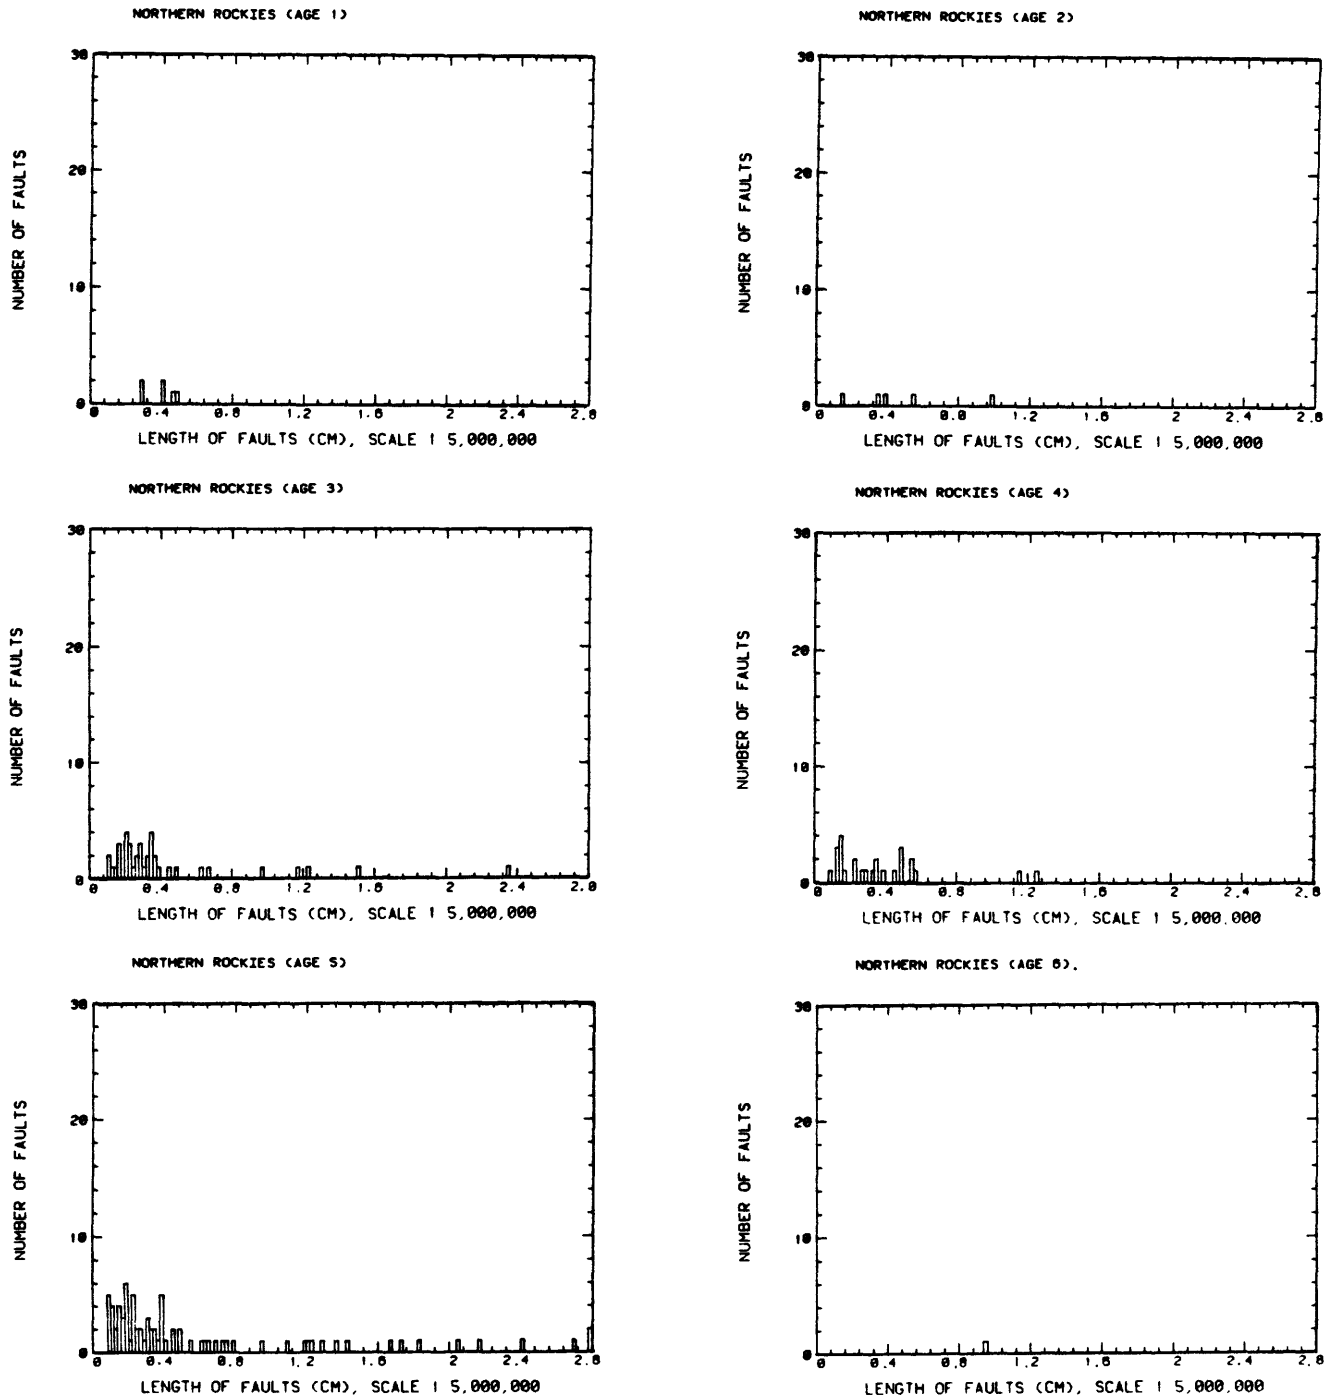 NORTHERN ROCKIES (AGE 1)
30
20
10
0
NUMBER OF FAULTS
0 0.4 0.8 1.2 1.6 2 2.4 2.8
LENGTH OF FAULTS (CM), SCALE 1 5,000,000
NORTHERN ROCKIES (AGE 2)
30
20
10
0
NUMBER OF FAULTS
0 0.4 0.8 1.2 1.6 2 2.4 2.8
LENGTH OF FAULTS (CM), SCALE 1 5,000,000
NORTHERN ROCKIES (AGE 3)
30
20
10
0
NUMBER OF FAULTS
0 0.4 0.8 1.2 1.6 2 2.4 2.8
LENGTH OF FAULTS (CM), SCALE 1 5,000,000
NORTHERN ROCKIES (AGE 4)
30
20
10
0
NUMBER OF FAULTS
0 0.4 0.8 1.2 1.6 2 2.4 2.8
LENGTH OF FAULTS (CM), SCALE 1 5,000,000
NORTHERN ROCKIES (AGE 5)
30
20
10
0
NUMBER OF FAULTS
0 0.4 0.8 1.2 1.6 2 2.4 2.8
LENGTH OF FAULTS (CM), SCALE 1 5,000,000
NORTHERN ROCKIES (AGE 6).
30
20
10
0
NUMBER OF FAULTS
0 0.4 0.8 1.2 1.6 2 2.4 2.8
LENGTH OF FAULTS (CM), SCALE 1 5,000,000